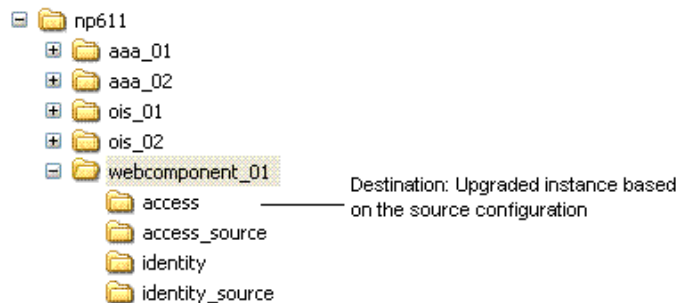 np611
aaa_01
aaa_02
ois_01
ois_02
webcomponent_01
access
Destination: Upgraded instance based
on the source configuration
access_source
identity
identity_source